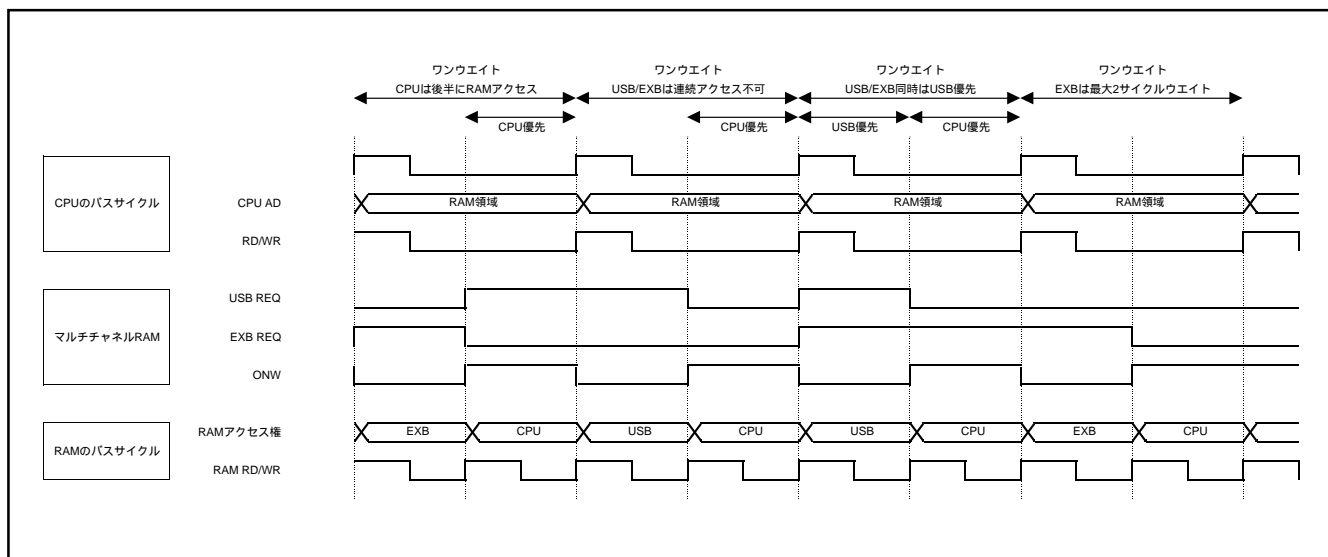 ワンウエイト
CPUは後半にRAMアクセス
ワンウエイト
USB/EXBは連続アクセス不可
ワンウエイト
USB/EXB同時はUSB優先
ワンウエイト
EXBは最大2サイクルウエイト
CPU優先
CPU優先
USB優先
CPU優先
CPUのバスサイクル
CPU AD
RAM領域
RAM領域
RAM領域
RAM領域
RD/WR
マルチチャネルRAM
USB REQ
EXB REQ
ONW
RAMのバスサイクル
RAMアクセス権
EXB
CPU
USB
CPU
USB
CPU
EXB
CPU
RAM RD/WR